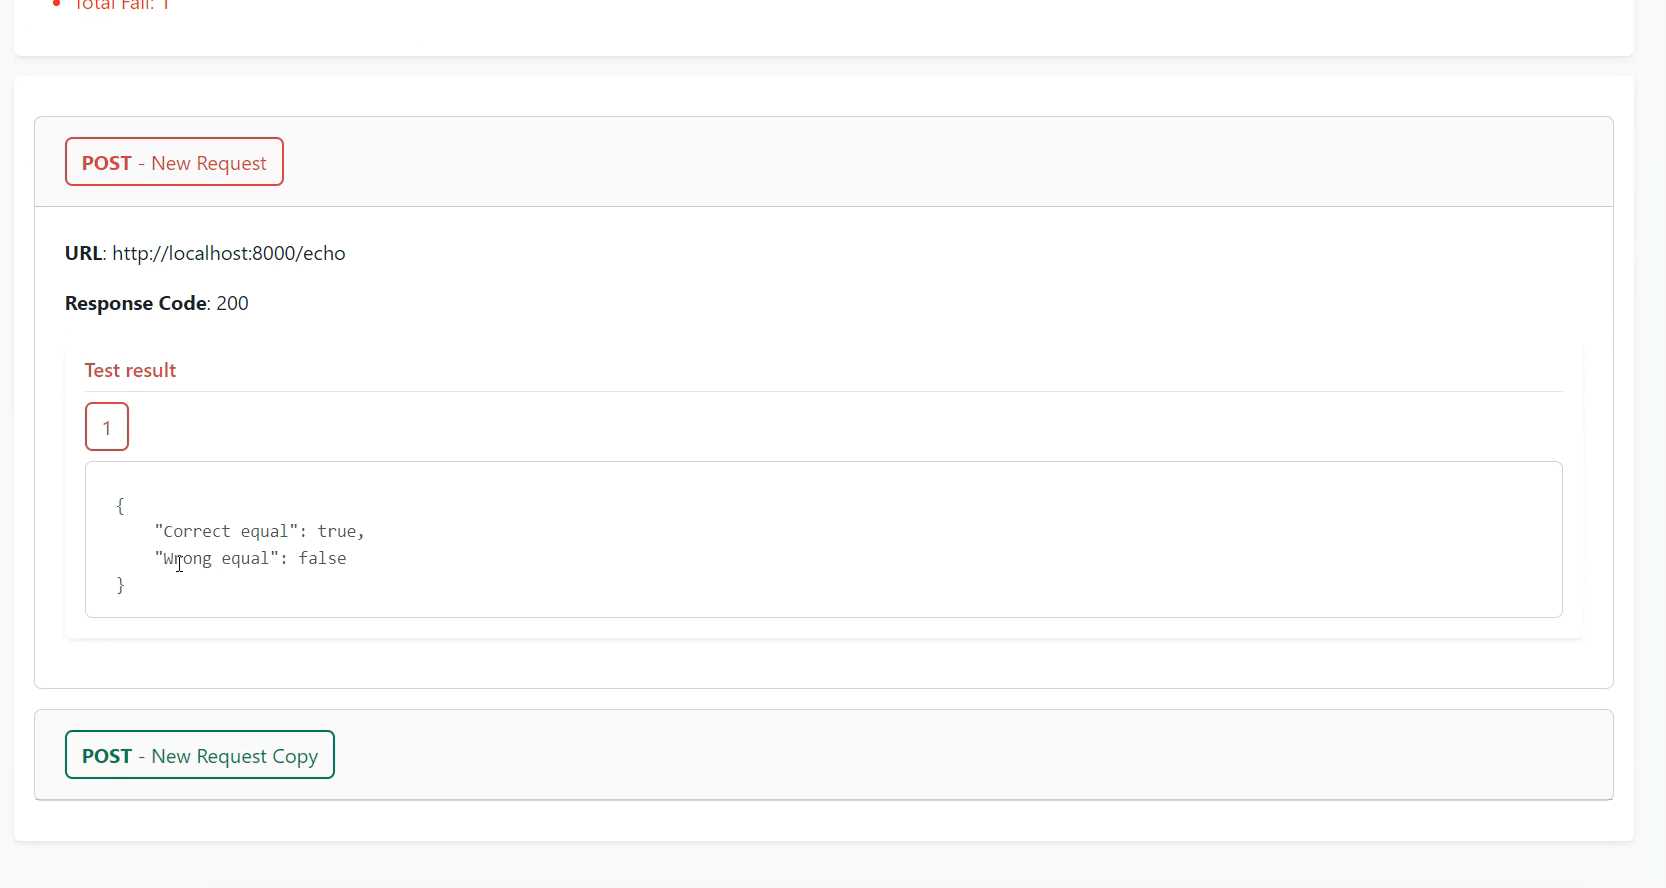 Total Fail: 1
POST - New Request
URL: http://localhost:8000/echo
Response Code: 200
Test result
1
{
"Correct equal": true,
"Wrong equal": false
}
POST - New Request Copy